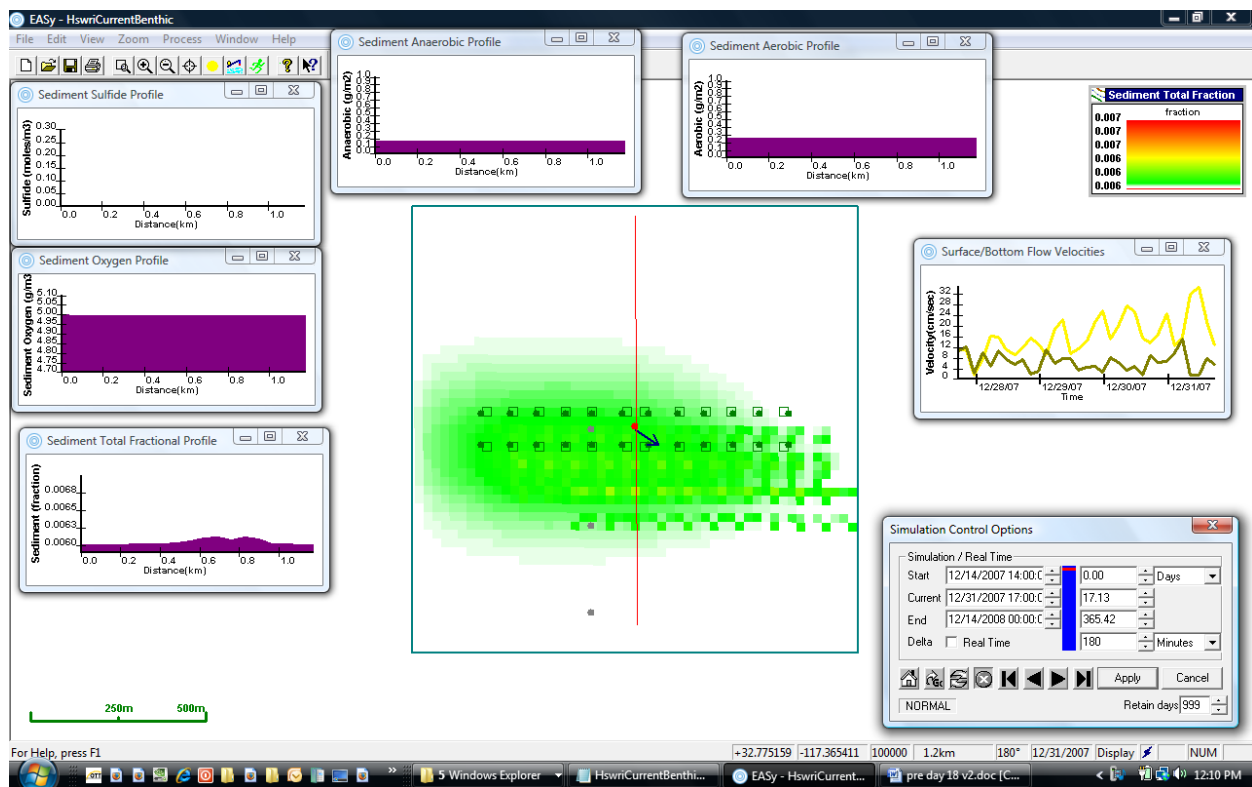 EASy - HswriCurrentBenthic
File Edit View Zoom Process Window Help
Sediment Anaerobic Profile
Anaerobic (g/m2)
1.0
0.9
0.8
0.7
0.6
0.5
0.4
0.3
0.2
0.1
0.0
0.0 0.2 0.4 0.6 0.8 1.0
Distance(km)
Sediment Aerobic Profile
Aerobic (g/m2)
1.0
0.9
0.8
0.7
0.6
0.5
0.4
0.3
0.2
0.1
0.0
0.0 0.2 0.4 0.6 0.8 1.0
Distance(km)
Sediment Total Fraction
fraction
0.007
0.007
0.007
0.006
0.006
0.006
Sediment Sulfide Profile
Sulfide (moles/m3)
0.30
0.25
0.20
0.15
0.10
0.05
0.00
0.0 0.2 0.4 0.6 0.8 1.0
Distance(km)
Sediment Oxygen Profile
Sediment Oxygen (g/m3
5.10
5.05
5.00
4.95
4.90
4.85
4.80
4.75
4.70
0.0 0.2 0.4 0.6 0.8 1.0
Distance(km)
Surface/Bottom Flow Velocities
Velocity(cm/sec)
32
28
24
20
16
12
8
4
0
12/28/07 12/29/07 12/30/07 12/31/07
Time
Sediment Total Fractional Profile
Sediment (fraction)
0.0068
0.0065
0.0063
0.0060
0.0 0.2 0.4 0.6 0.8 1.0
Distance(km)
Simulation Control Options
Simulation / Real Time
Start 12/14/2007 14:00:0 0.00 Days
Current 12/31/2007 17:00:0 17.13
End 12/14/2008 00:00:0 365.42
Delta Real Time 180 Minutes
Apply Cancel
NORMAL Retain days 999
250m 500m
For Help, press F1
+32.775159 -117.365411 100000 1.2km 180° 12/31/2007 Display NUM
5 Windows Explorer HswriCurrentBenthi... EASy - HswriCurrent... pre day 18 v2.doc [C... 12:10 PM